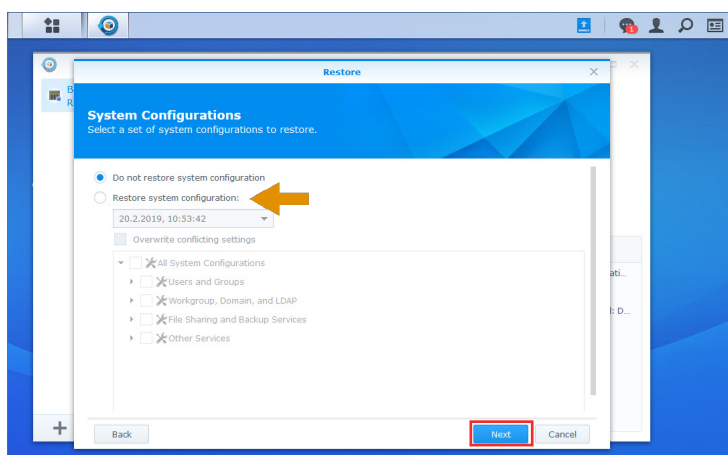 1
Restore
B
R
System Configurations
Select a set of system configurations to restore.
Do not restore system configuration
Restore system configuration:
20.2.2019, 10:53:42
Overwrite conflicting settings
All System Configurations
Users and Groups
Workgroup, Domain, and LDAP
File Sharing and Backup Services
Other Services
ati...
l: D...
Back
Next
Cancel